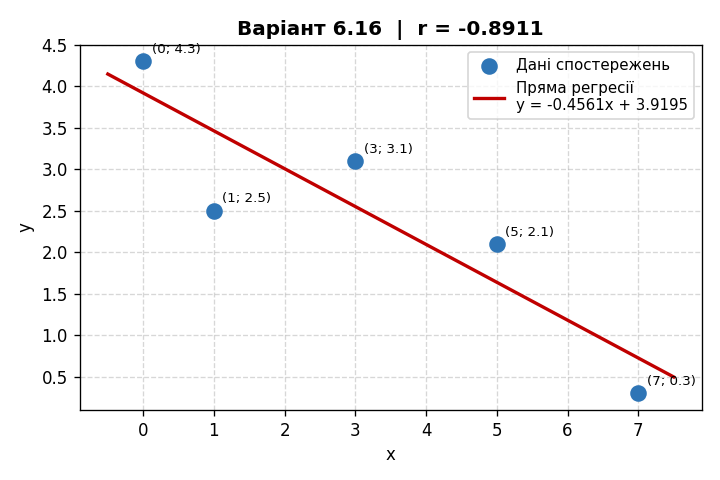 Варіант 6.16 | r = -0.8911
4.5
4.0
3.5
3.0
2.5
2.0
1.5
1.0
0.5
y
(0; 4.3)
(1; 2.5)
(3; 3.1)
(5; 2.1)
(7; 0.3)
Дані спостережень
Пряма регресії
y = -0.4561x + 3.9195
0 1 2 3 4 5 6 7
x